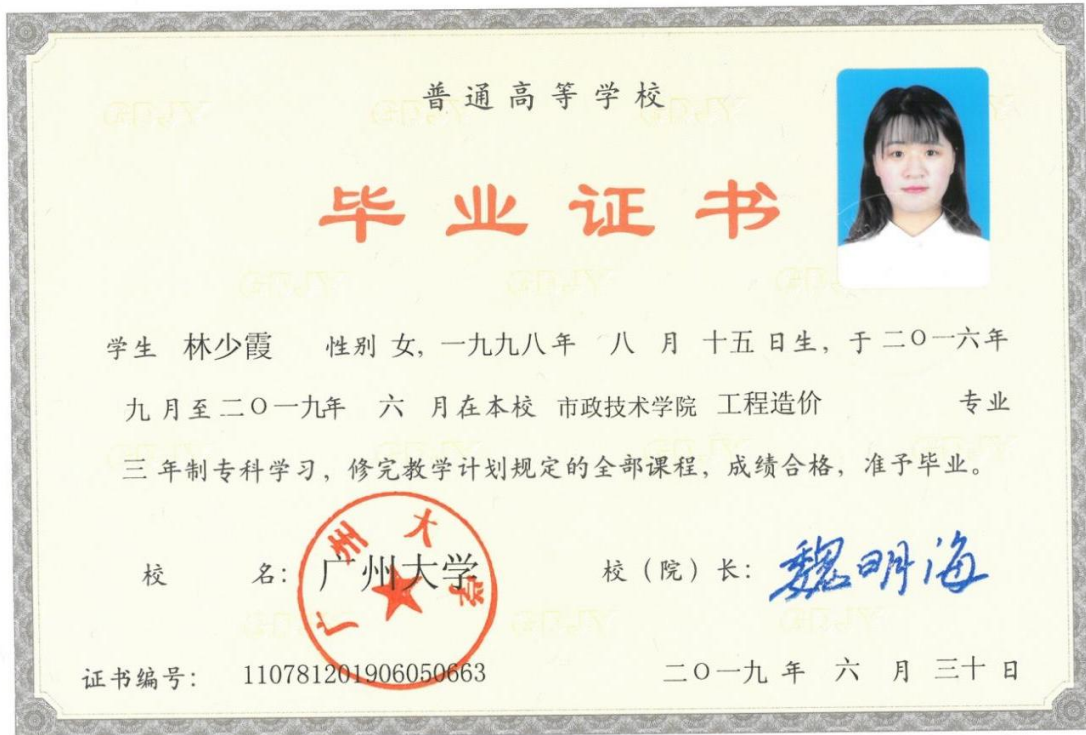 普通高等学校
毕业证书
学生 林少霞 性别 女, 一九九八年 八 月 十五 日生, 于 二〇一六年
九 月至 二〇一九年 六 月在本校 市政技术学院 工程造价 专业
三 年制专科学习, 修完教学计划规定的全部课程, 成绩合格, 准予毕业。
校 名: 广州大学
广州大学
校(院)长: 魏明海
证书编号: 110781201906050663
二〇一九 年 六 月 三十 日